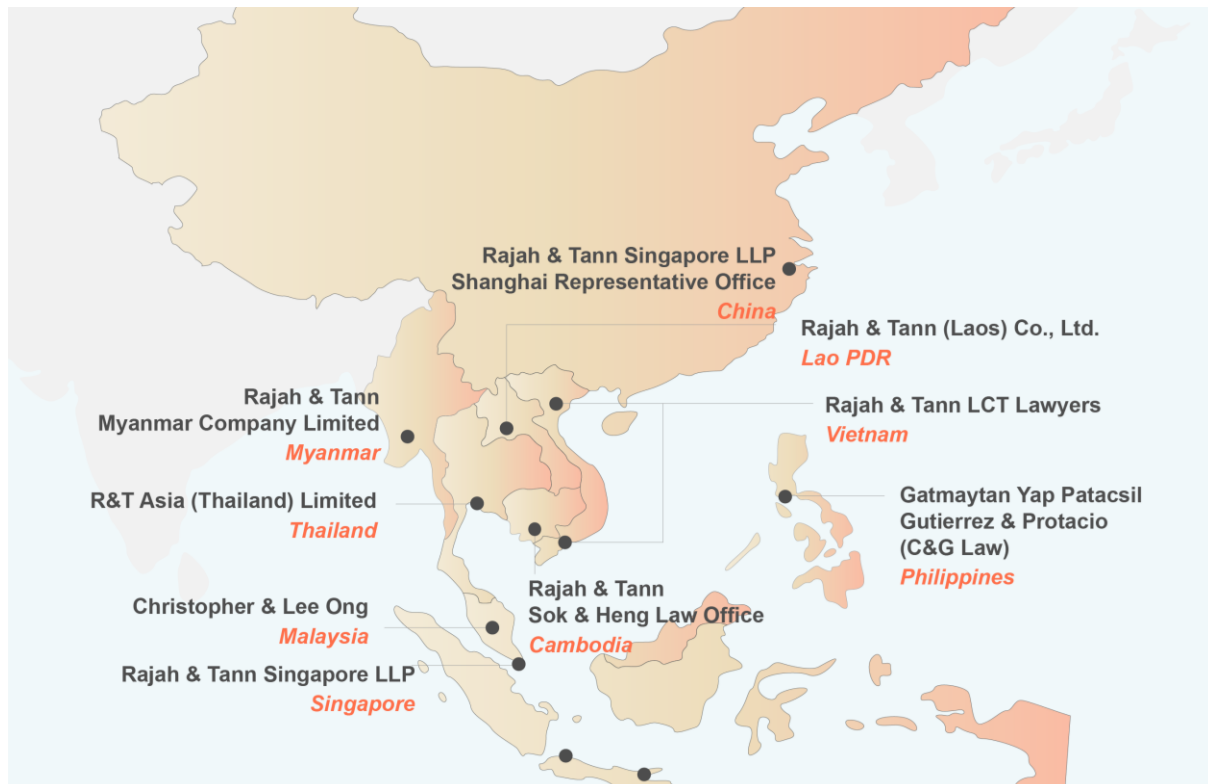 Rajah & Tann Singapore LLP
Shanghai Representative Office
China
Rajah & Tann (Laos) Co., Ltd.
Lao PDR
Rajah & Tann
Myanmar Company Limited
Myanmar
Rajah & Tann LCT Lawyers
Vietnam
R&T Asia (Thailand) Limited
Thailand
Gatmaytan Yap Patacsil
Gutierrez & Protacio
(C&G Law)
Philippines
Rajah & Tann
Sok & Heng Law Office
Cambodia
Christopher & Lee Ong
Malaysia
Rajah & Tann Singapore LLP
Singapore